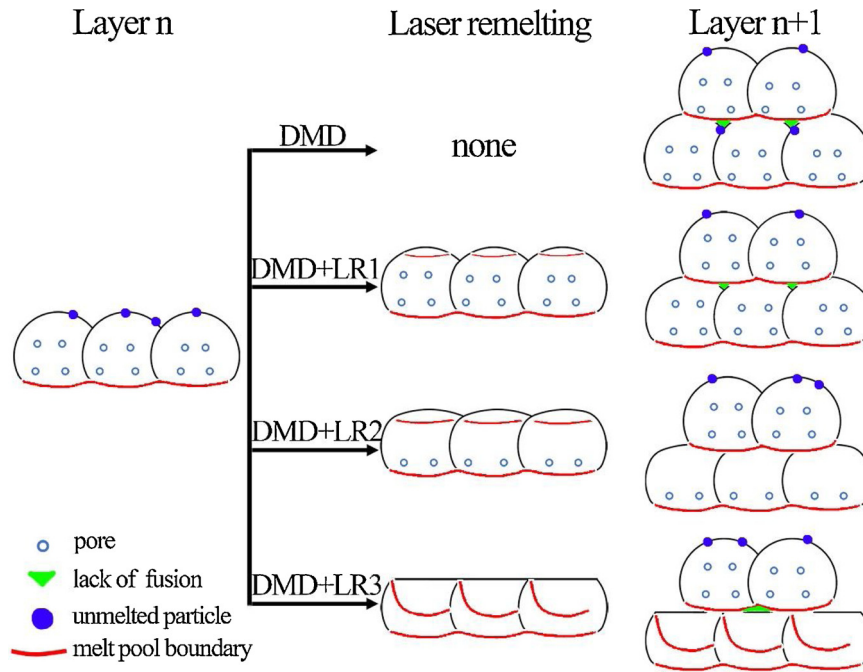 Layer n
Laser remelting
Layer n+1
DMD
none
DMD+LR1
DMD+LR2
DMD+LR3
pore
lack of fusion
unmelted particle
melt pool boundary